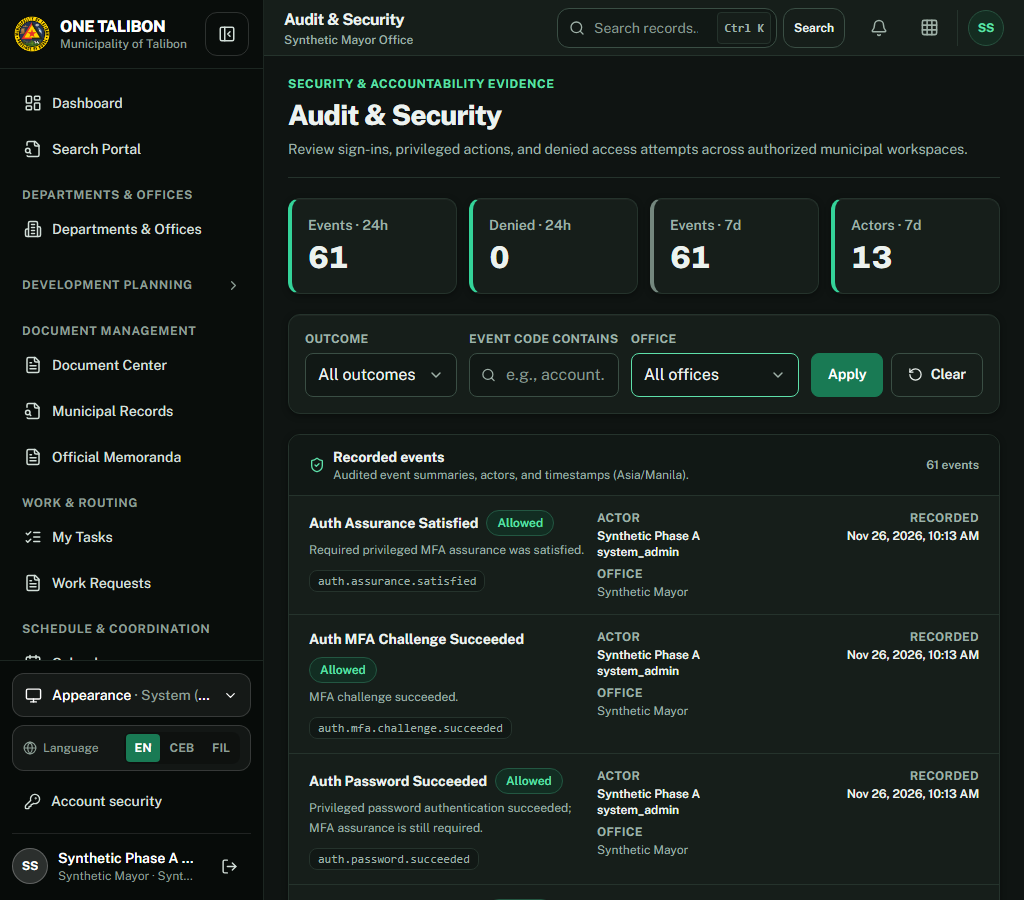 ONE TALIBON
Municipality of Talibon
Dashboard
Search Portal
DEPARTMENTS & OFFICES
Departments & Offices
DEVELOPMENT PLANNING
DOCUMENT MANAGEMENT
Document Center
Municipal Records
Official Memoranda
WORK & ROUTING
My Tasks
Work Requests
SCHEDULE & COORDINATION
Appearance · System (...
Language EN CEB FIL
Account security
SS
Synthetic Phase A ...
Synthetic Mayor · Synt...
Audit & Security
Synthetic Mayor Office
Search records.. Ctrl K Search SS
SECURITY & ACCOUNTABILITY EVIDENCE
Audit & Security
Review sign-ins, privileged actions, and denied access attempts across authorized municipal workspaces.
Events · 24h
61
Denied · 24h
0
Events · 7d
61
Actors · 7d
13
OUTCOME
All outcomes
EVENT CODE CONTAINS
e.g., account.
OFFICE
All offices
Apply
Clear
Recorded events
Audited event summaries, actors, and timestamps (Asia/Manila).
61 events
Auth Assurance Satisfied Allowed
Required privileged MFA assurance was satisfied.
auth.assurance.satisfied
ACTOR
Synthetic Phase A
system_admin
OFFICE
Synthetic Mayor
RECORDED
Nov 26, 2026, 10:13 AM
Auth MFA Challenge Succeeded
Allowed
MFA challenge succeeded.
auth.mfa.challenge.succeeded
ACTOR
Synthetic Phase A
system_admin
OFFICE
Synthetic Mayor
RECORDED
Nov 26, 2026, 10:13 AM
Auth Password Succeeded Allowed
Privileged password authentication succeeded;
MFA assurance is still required.
auth.password.succeeded
ACTOR
Synthetic Phase A
system_admin
OFFICE
Synthetic Mayor
RECORDED
Nov 26, 2026, 10:13 AM